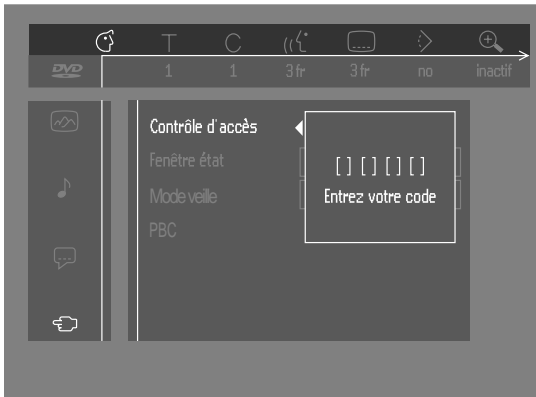 T C
DVD 1 1 3 fr 3 fr no inactif
Contrôle d'accès
Fenêtre état
[ ] [ ] [ ] [ ]
Mode veille
Entrez votre code
PBC